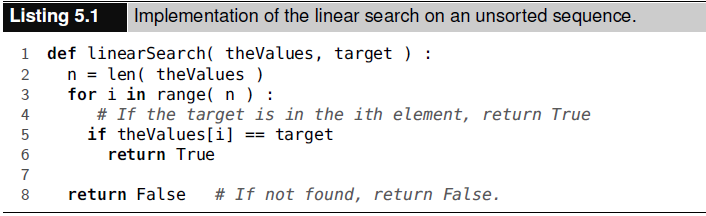 Listing 5.1 Implementation of the linear search on an unsorted sequence.
1 def linearSearch( theValues, target ) :
2   n = len( theValues )
3   for i in range( n ) :
4      # If the target is in the ith element, return True
5     if theValues[i] == target
6       return True
7
8   return False   # If not found, return False.